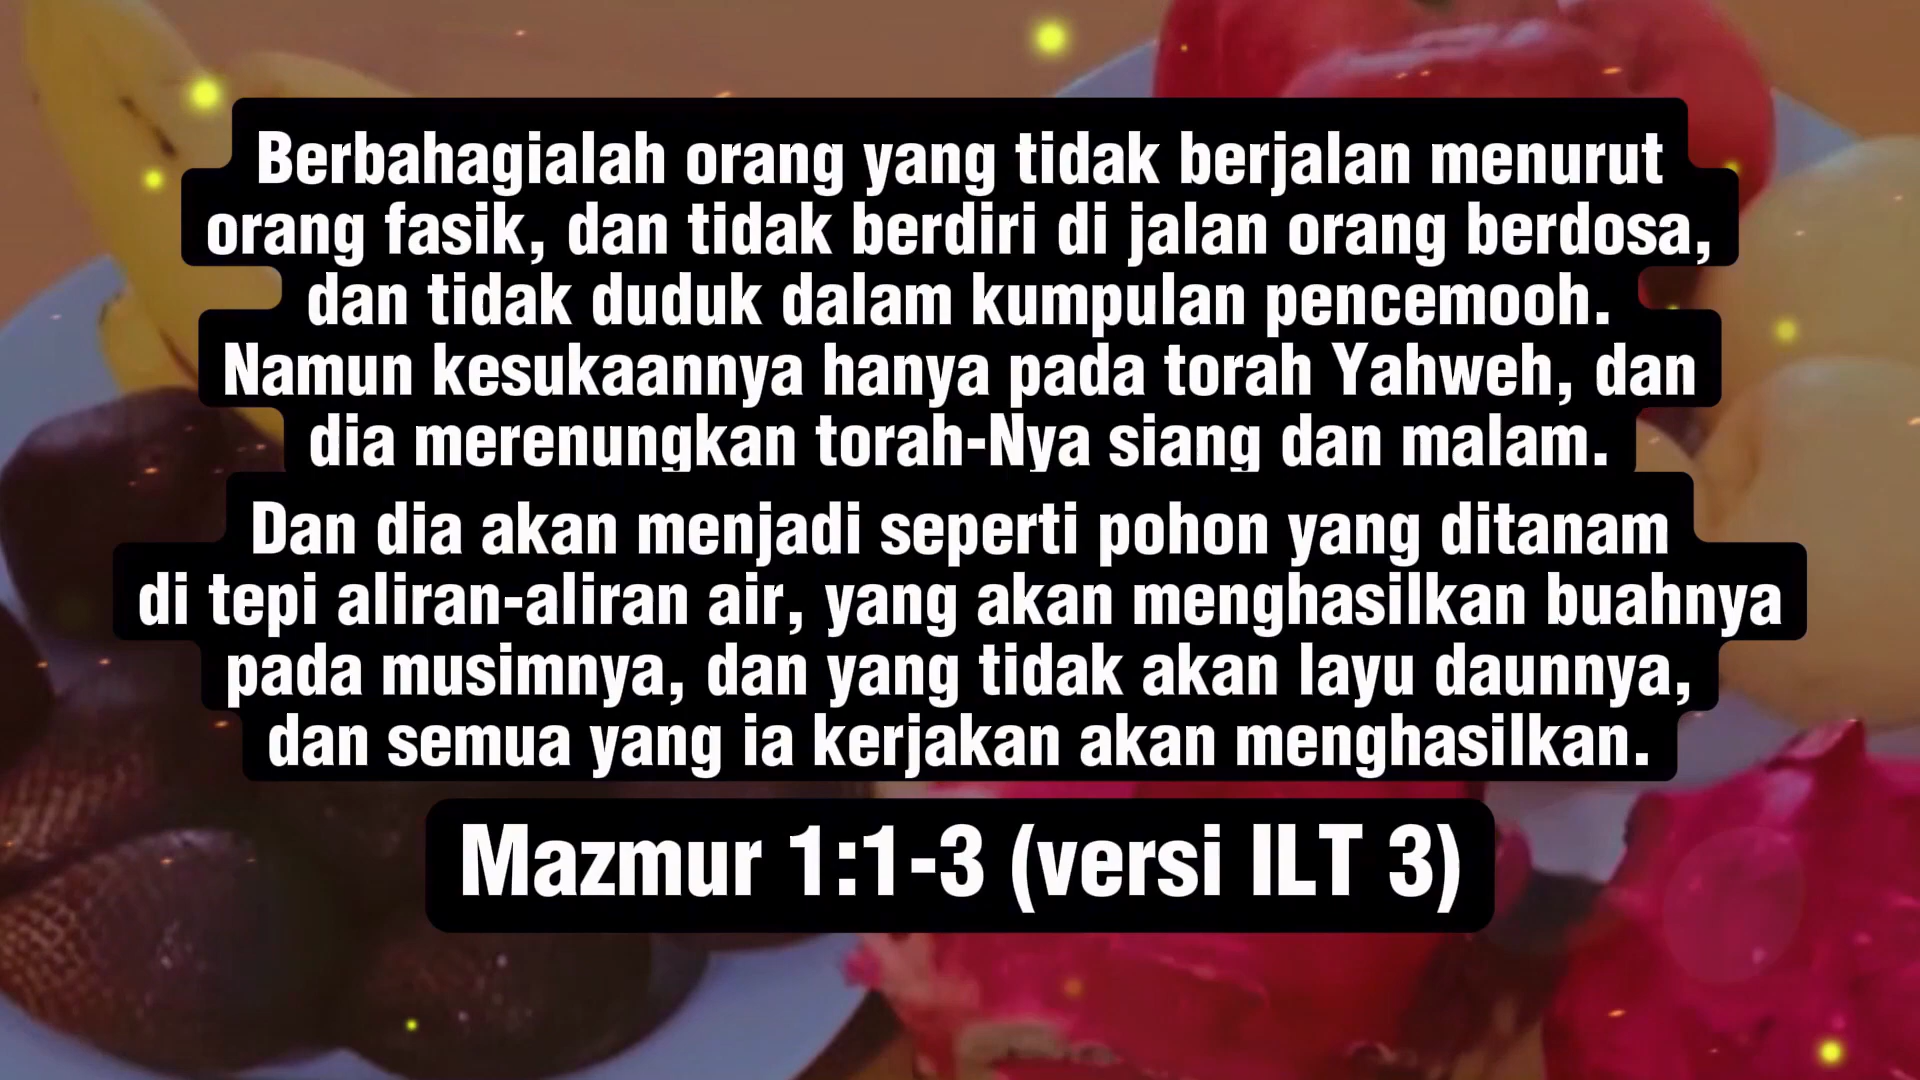 Berbahagialah orang yang tidak berjalan menurut
orang fasik, dan tidak berdiri di jalan orang berdosa,
dan tidak duduk dalam kumpulan pencemooh.
Namun kesukaannya hanya pada torah Yahweh, dan
dia merenungkan torah-Nya siang dan malam.
Dan dia akan menjadi seperti pohon yang ditanam
di tepi aliran-aliran air, yang akan menghasilkan buahnya
pada musimnya, dan yang tidak akan layu daunnya,
dan semua yang ia kerjakan akan menghasilkan.
Mazmur 1:1-3 (versi ILT 3)